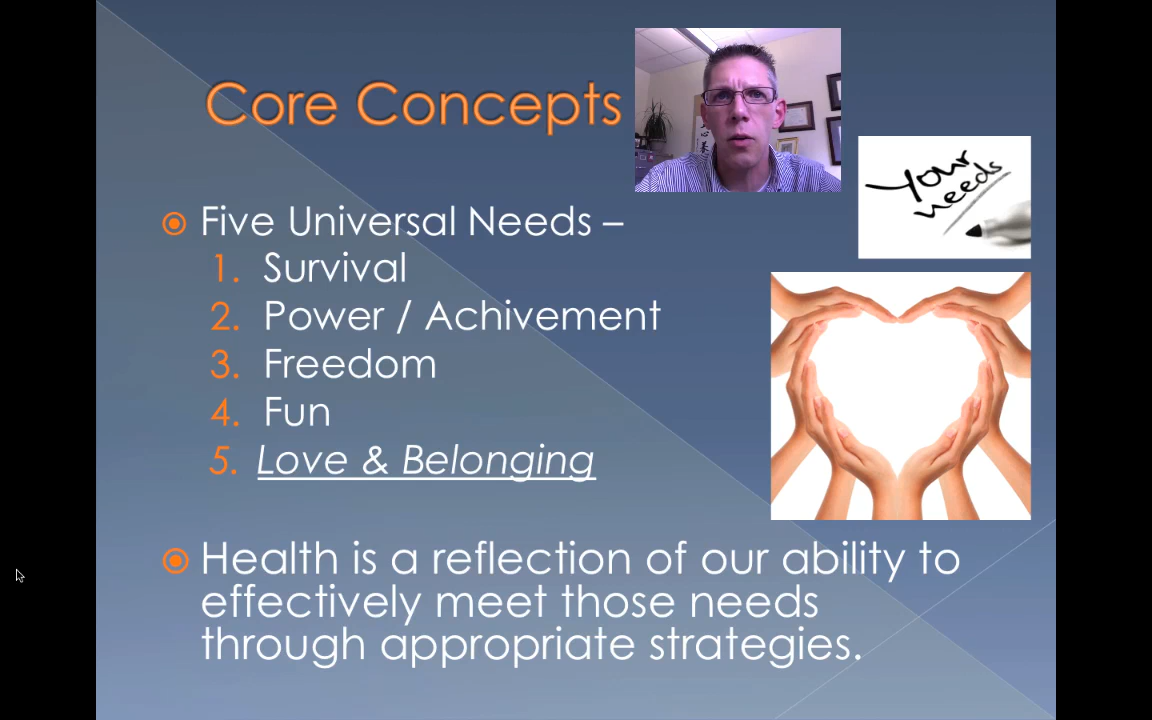 Core Concepts
your
needs
Five Universal Needs –
1. Survival
2. Power / Achivement
3. Freedom
4. Fun
5. Love & Belonging
Health is a reflection of our ability to
effectively meet those needs
through appropriate strategies.